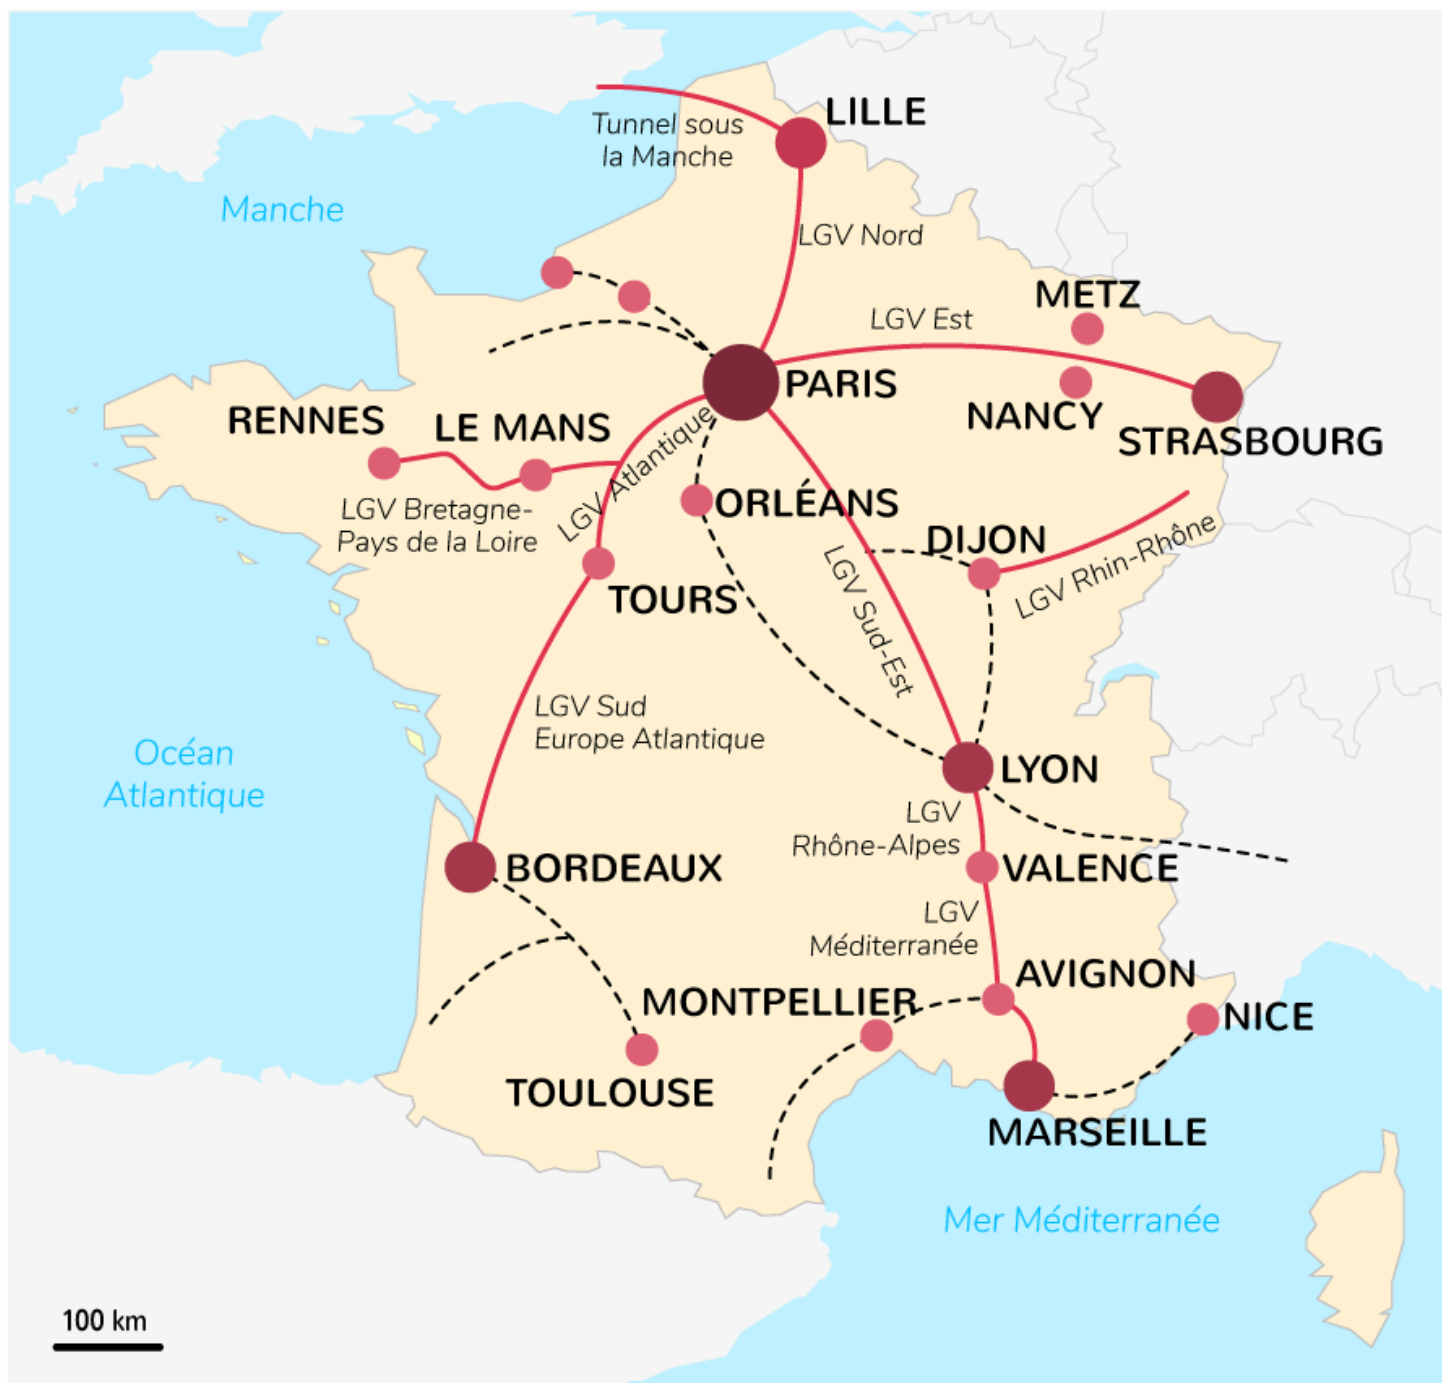 LILLE
Tunnel sous
la Manche
Manche
LGV Nord
METZ
LGV Est
PARIS
RENNES
LE MANS
NANCY
STRASBOURG
LGV Atlantique
ORLÉANS
LGV Bretagne-
Pays de la Loire
DIJON
LGV Rhin-Rhône
TOURS
LGV Sud-Est
LGV Sud
Europe Atlantique
Océan
Atlantique
LYON
LGV
Rhône-Alpes
BORDEAUX
VALENCE
LGV
Méditerranée
AVIGNON
MONTPELLIER
NICE
TOULOUSE
MARSEILLE
Mer Méditerranée
100 km